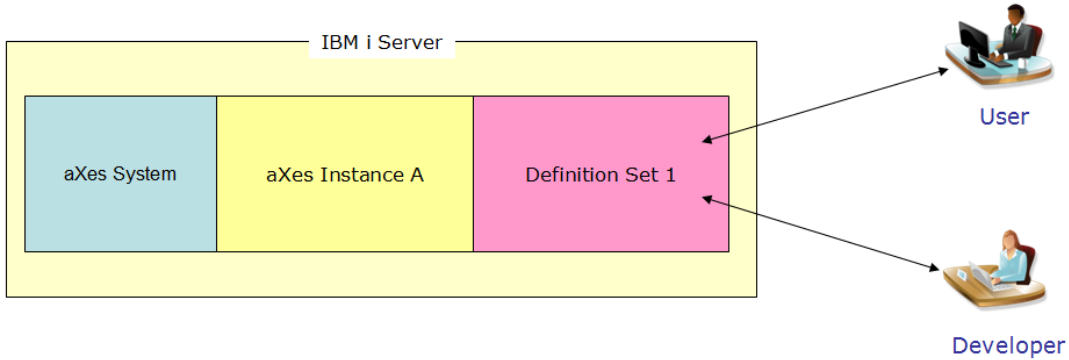 IBM i Server
aXes System
aXes Instance A
Definition Set 1
User
Developer